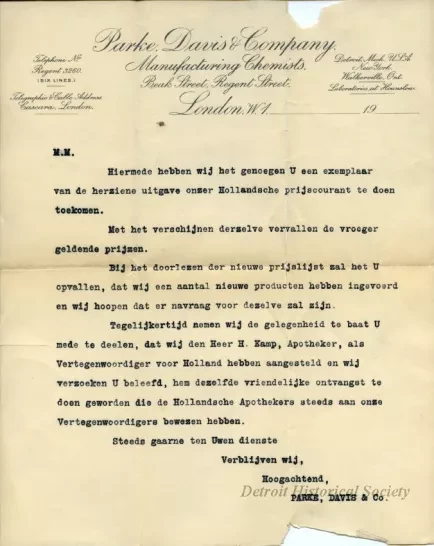 Parke, Davis & Company,
Manufacturing Chemists.
Beak Street, Regent Street,
London, W1. 19
Telephone No.
Regent 3260.
(SIX LINES.)
Telegraphic & Cable Address
Cascara, London.
Detroit, Mich. U.S.A.
New York.
Walkerville, Ont.
Laboratories at Hounslow.
M.M.
Hiermede hebben wij het genoegen U een exemplaar
van de herziene uitgave onzer Hollandsche prijscourant te doen
toekomen.
Met het verschijnen derzelve vervallen de vroeger
geldende prijzen.
Bij het doorlezen der nieuwe prijslijst zal het U
opvallen, dat wij een aantal nieuwe producten hebben ingevoerd
en wij hoopen dat er navraag voor dezelve zal zijn.
Tegelijkertijd nemen wij de gelegenheid te baat U
mede te deelen, dat wij den Heer H. Kamp, Apotheker, als
Vertegenwoordiger voor Holland hebben aangesteld en wij
verzoeken U beleefd, hem dezelfde vriendelijke ontvangst te
doen geworden die de Hollandsche Apothekers steeds aan onze
Vertegenwoordigers bewezen hebben.
Steeds gaarne ten Uwen dienste
Verblijven wij,
Hoogachtend,
Detroit Historical Society
PARKE, DAVIS & Co.